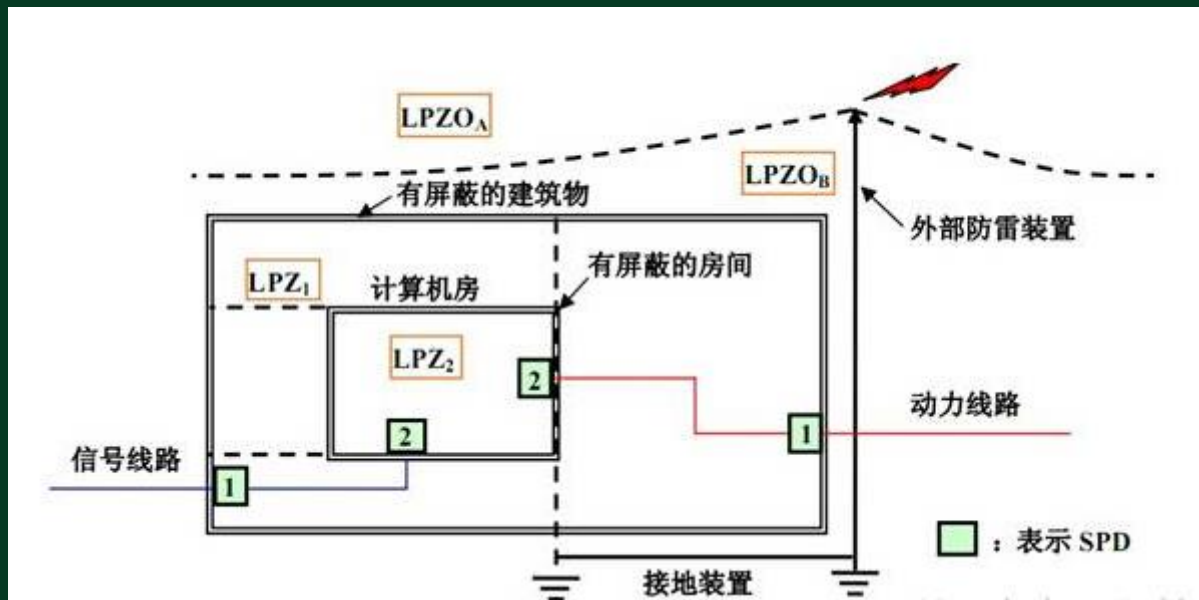 LPZO_A
LPZO_B
有屏蔽的建筑物
外部防雷装置
有屏蔽的房间
LPZ₁
计算机房
LPZ₂
2
动力线路
2
1
信号线路
1
：表示 SPD
接地装置